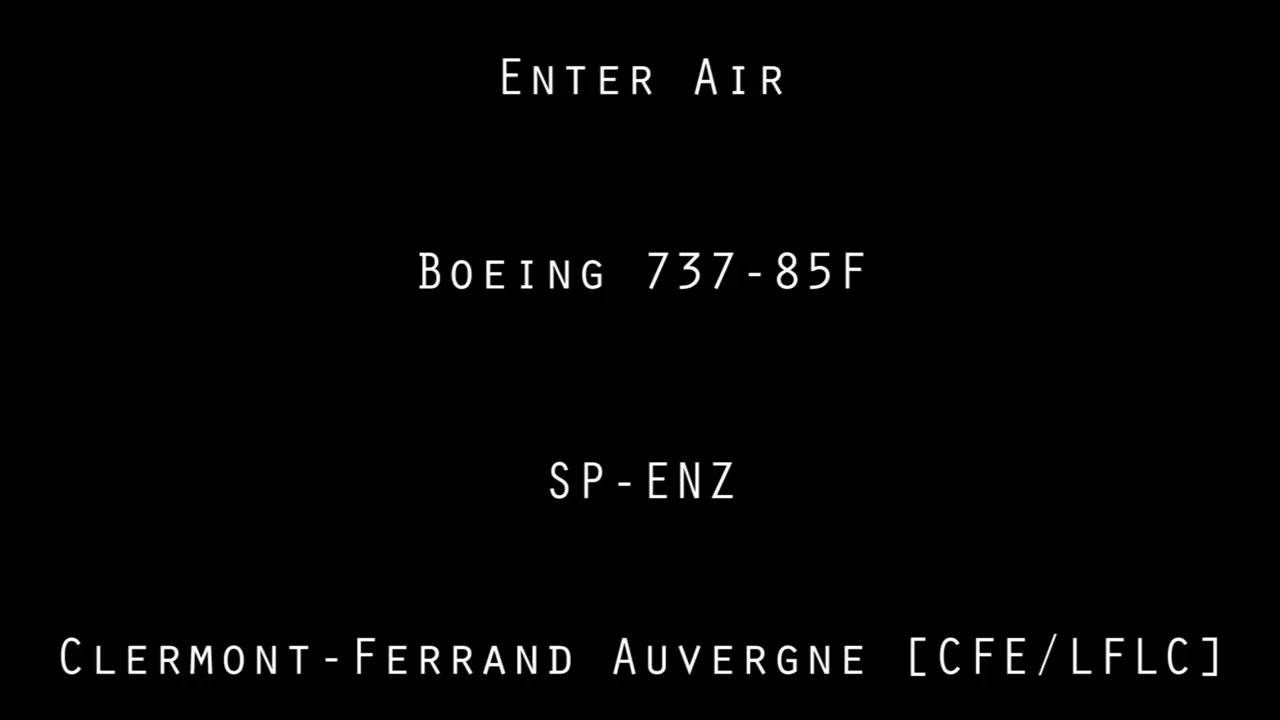 Enter Air
Boeing 737-85F
SP-ENZ
Clermont-Ferrand Auvergne [CFE/LFLC]